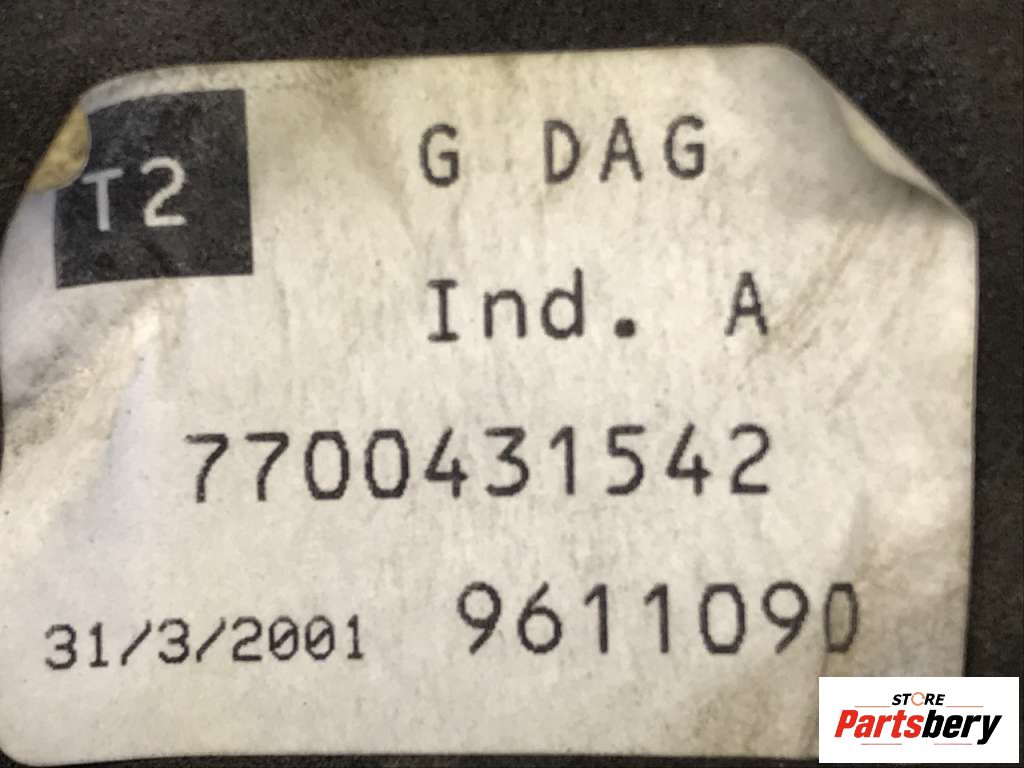 T2
G DAG
Ind. A
7700431542
31/3/2001 9611090
STORE
Partsbery